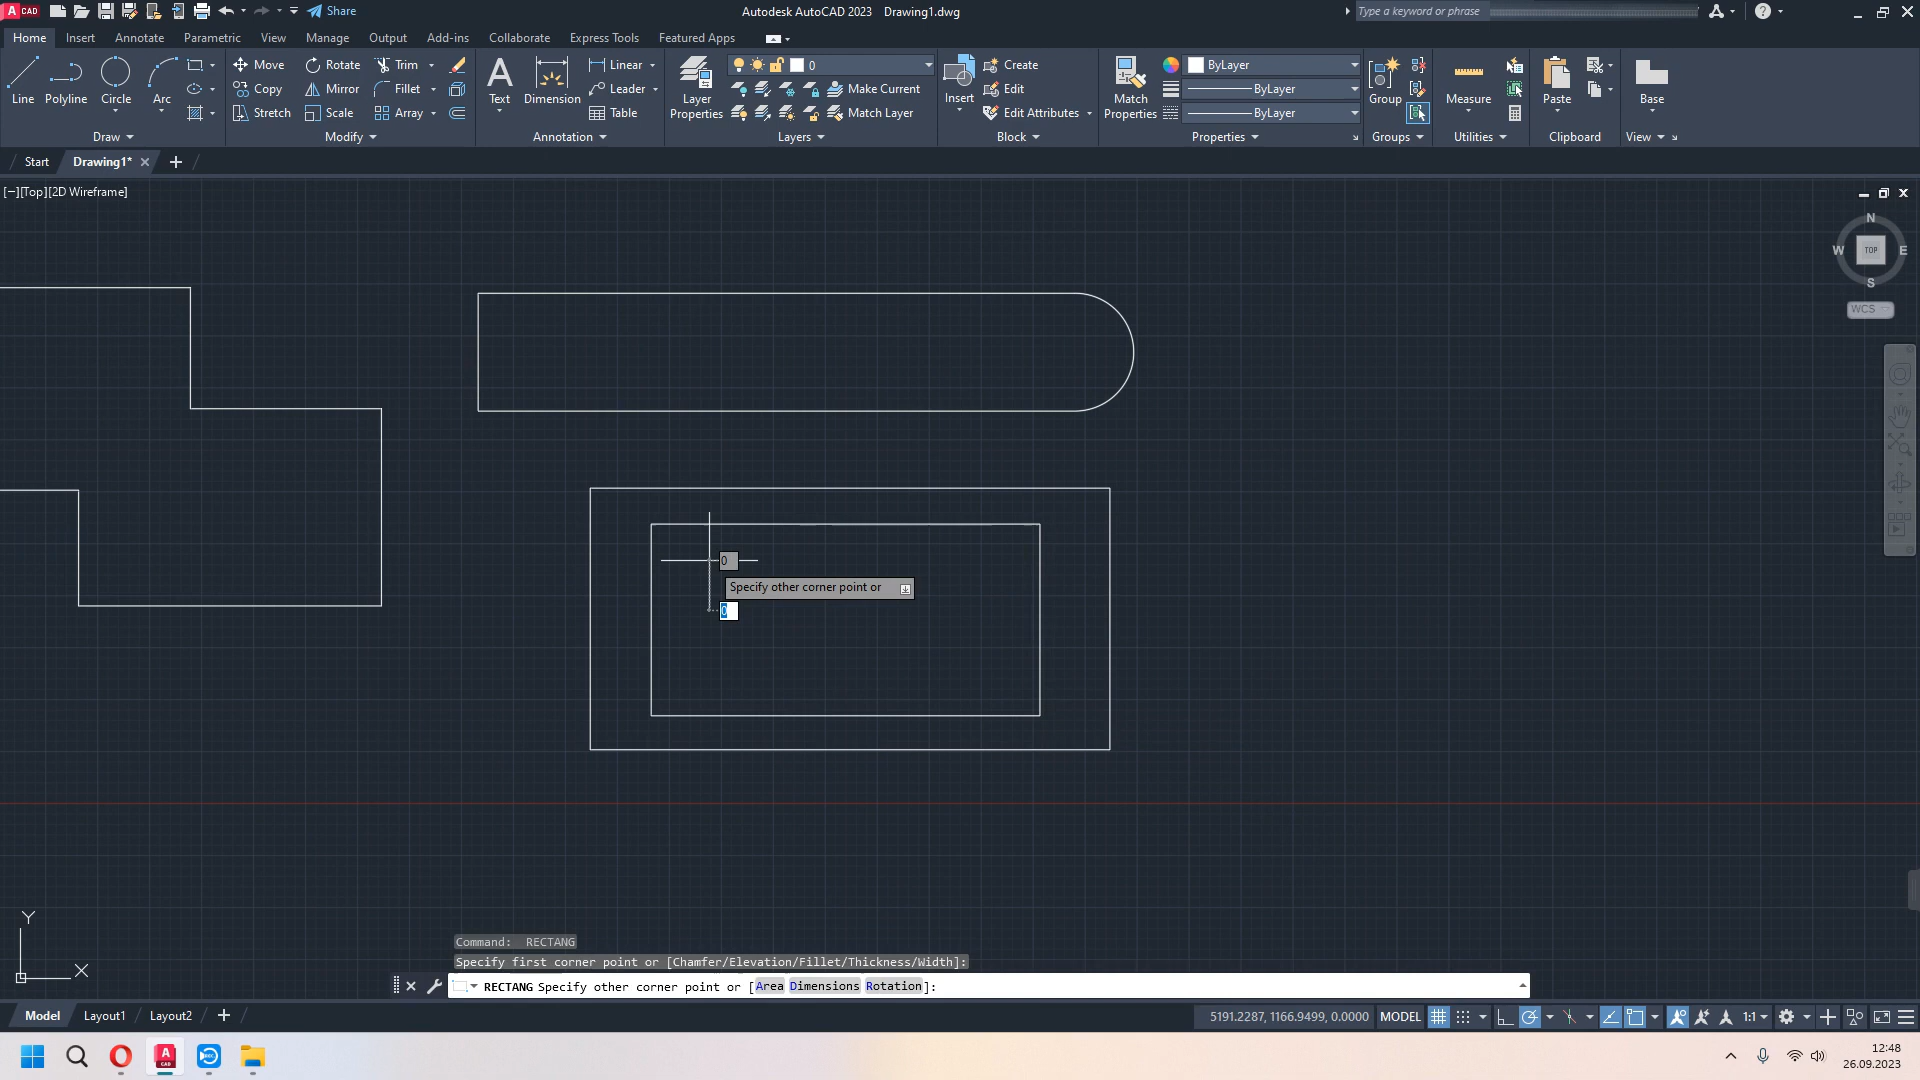 A CAD Share Autodesk AutoCAD 2023 Drawing1.dwg Type a keyword or phrase
Home Insert Annotate Parametric View Manage Output Add-ins Collaborate Express Tools Featured Apps
Line Polyline Circle Arc
Move Rotate Trim
Copy Mirror Fillet
Stretch Scale Array
Text Dimension
Linear
Leader
Table
Layer Properties
0
Make Current
Match Layer
Insert
Create
Edit
Edit Attributes
Match Properties
ByLayer
ByLayer
ByLayer
Group Measure Paste Base
Draw Modify Annotation Layers Block Properties Groups Utilities Clipboard View
Start Drawing1*
[−][Top][2D Wireframe]
N
W TOP E
S
WCS
0
Specify other corner point or
0
Y
X
Command: RECTANG
Specify first corner point or [Chamfer/Elevation/Fillet/Thickness/Width]:
RECTANG Specify other corner point or [Area Dimensions Rotation]:
Model Layout1 Layout2
5191.2287, 1166.9499, 0.0000 MODEL 1:1
12:48
26.09.2023